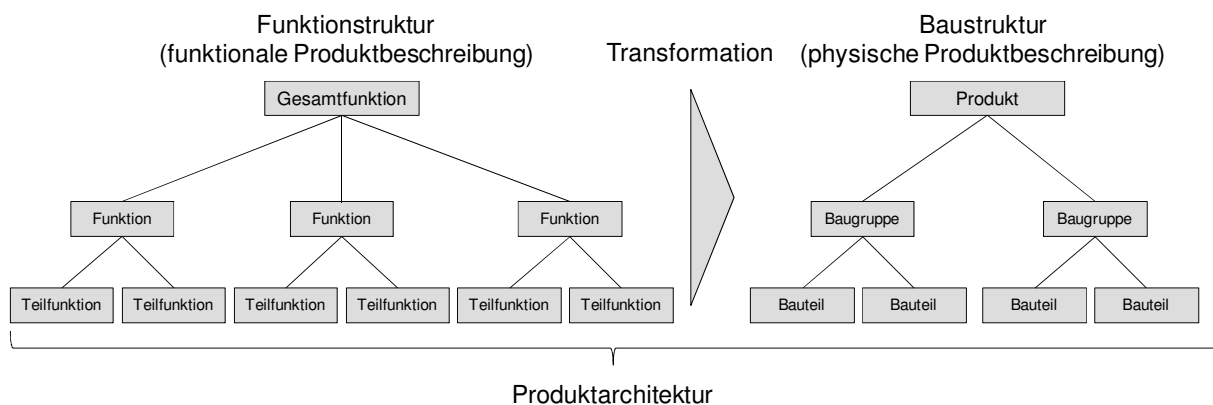 Funktionstruktur
(funktionale Produktbeschreibung)
Transformation
Baustruktur
(physische Produktbeschreibung)
Gesamtfunktion
Produkt
Funktion Funktion Funktion
Baugruppe Baugruppe
Teilfunktion Teilfunktion Teilfunktion Teilfunktion Teilfunktion Teilfunktion
Bauteil Bauteil Bauteil Bauteil
Produktarchitektur